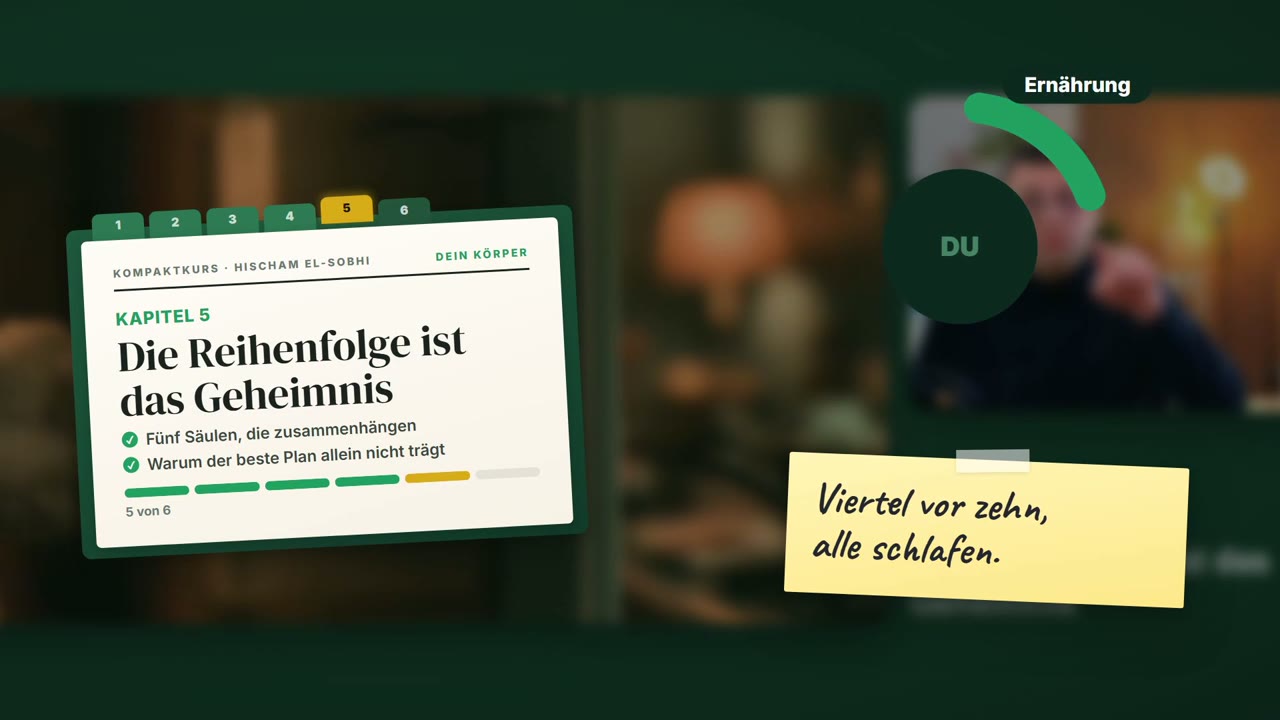 1
2
3
4
5
6
KOMPAKTKURS · HISCHAM EL-SOBHI
DEIN KÖRPER
KAPITEL 5
Die Reihenfolge ist
das Geheimnis
Fünf Säulen, die zusammenhängen
Warum der beste Plan allein nicht trägt
5 von 6
Ernährung
DU
Viertel vor zehn,
alle schlafen.